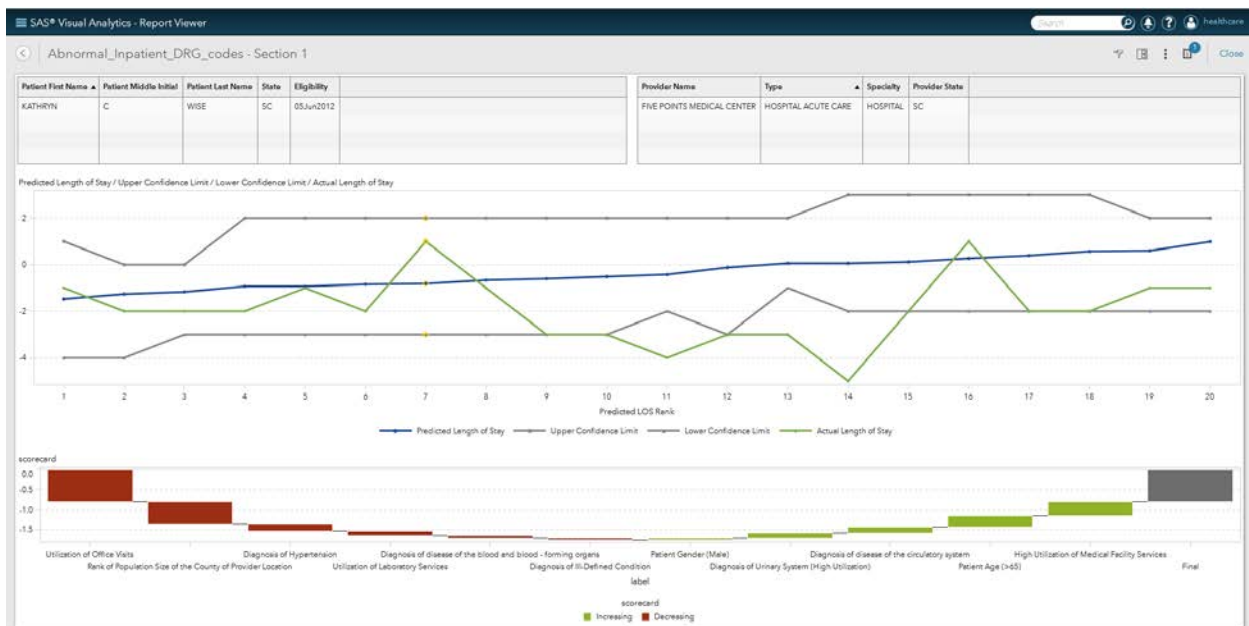 SAS® Visual Analytics - Report Viewer
Search
healthcare
Abnormal_Inpatient_DRG_codes - Section 1
Close
Patient First Name Patient Middle Initial Patient Last Name State Eligibility
KATHRYN C WISE SC 05Jun2012
Provider Name Type Specialty Provider State
FIVE POINTS MEDICAL CENTER HOSPITAL ACUTE CARE HOSPITAL SC
Predicted Length of Stay / Upper Confidence Limit / Lower Confidence Limit / Actual Length of Stay
-2
0
-2
-4
1 2 3 4 5 6 7 8 9 10 11 12 13 14 15 16 17 18 19 20
Predicted LOS Rank
Predicted Length of Stay Upper Confidence Limit Lower Confidence Limit Actual Length of Stay
scorecard
0.0
-0.5
-1.0
-1.5
Utilization of Office Visits Diagnosis of Hypertension Diagnosis of disease of the blood and blood - forming organs Patient Gender (Male) Diagnosis of disease of the circulatory system High Utilization of Medical Facility Services
Rank of Population Size of the County of Provider Location Utilization of Laboratory Services Diagnosis of Ill-Defined Condition Diagnosis of Urinary System (High Utilization) Patient Age (>65) Final
label
scorecard
Increasing Decreasing